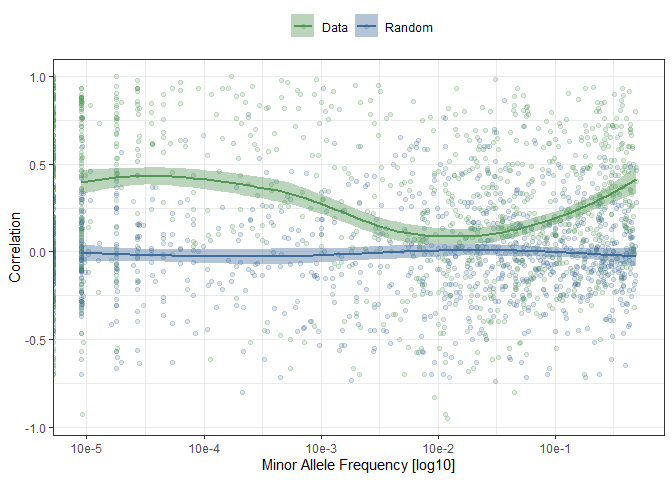 Data Random
1.0
0.5
0.0
-0.5
-1.0
Correlation
10e-5 10e-4 10e-3 10e-2 10e-1
Minor Allele Frequency [log10]